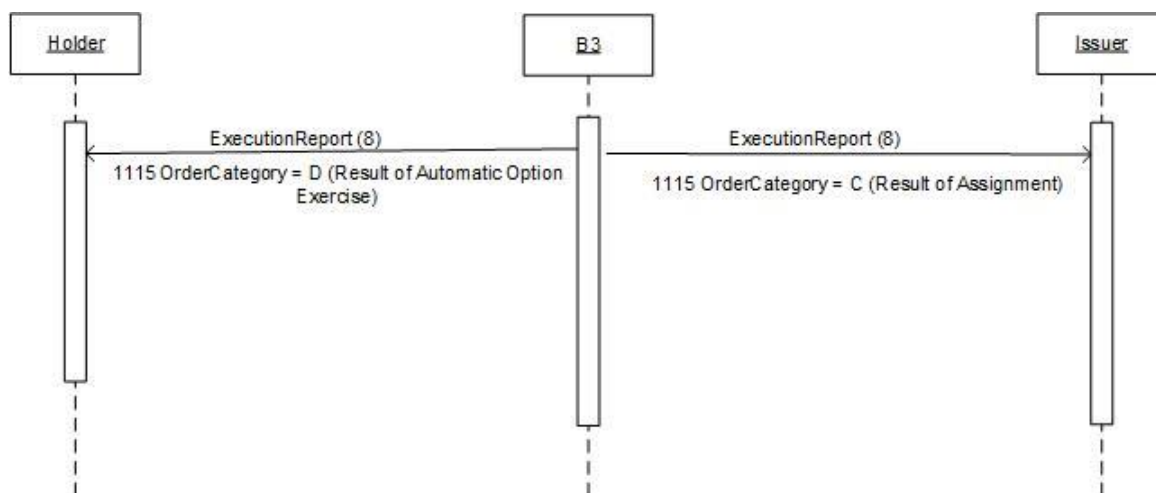 Holder
B3
Issuer
ExecutionReport (8)
1115 OrderCategory = D (Result of Automatic Option
Exercise)
ExecutionReport (8)
1115 OrderCategory = C (Result of Assignment)